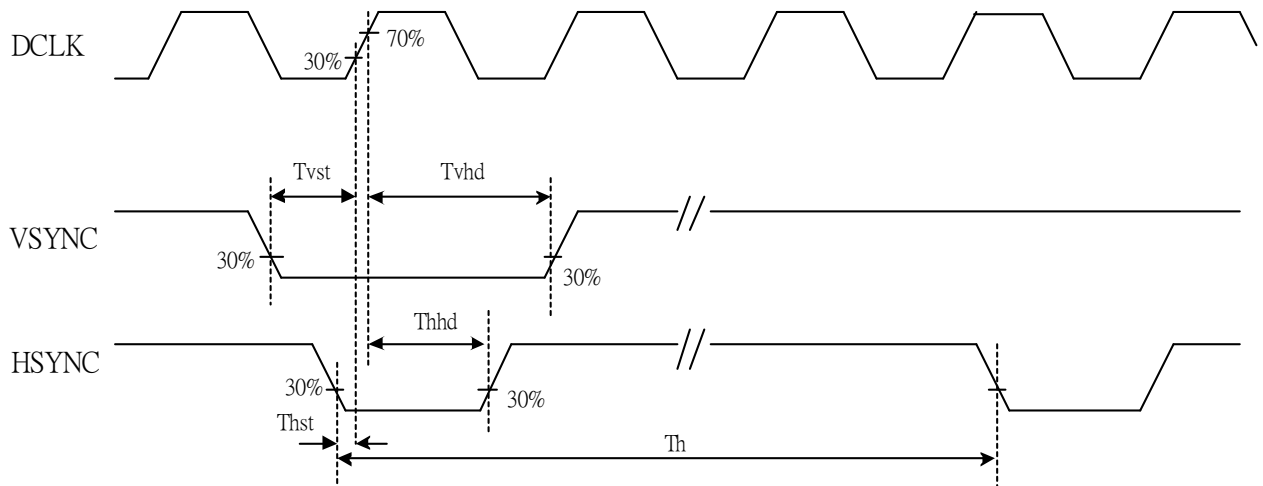 DCLK
70%
30%
Tvst
Tvhd
VSYNC
30%
30%
Thhd
HSYNC
30%
30%
Thst
Th